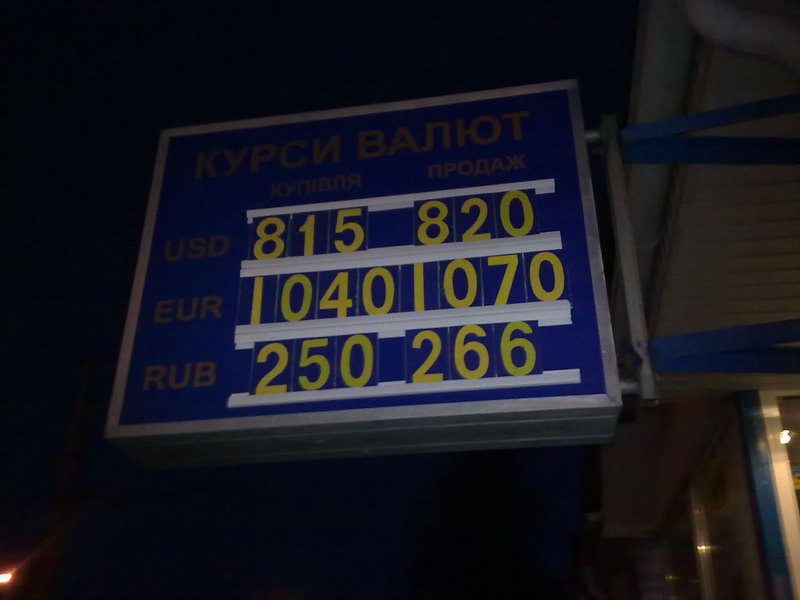 КУРСИ ВАЛЮТ
КУПІВЛЯ ПРОДАЖ
USD 815 820
EUR 1040 1070
RUB 250 266